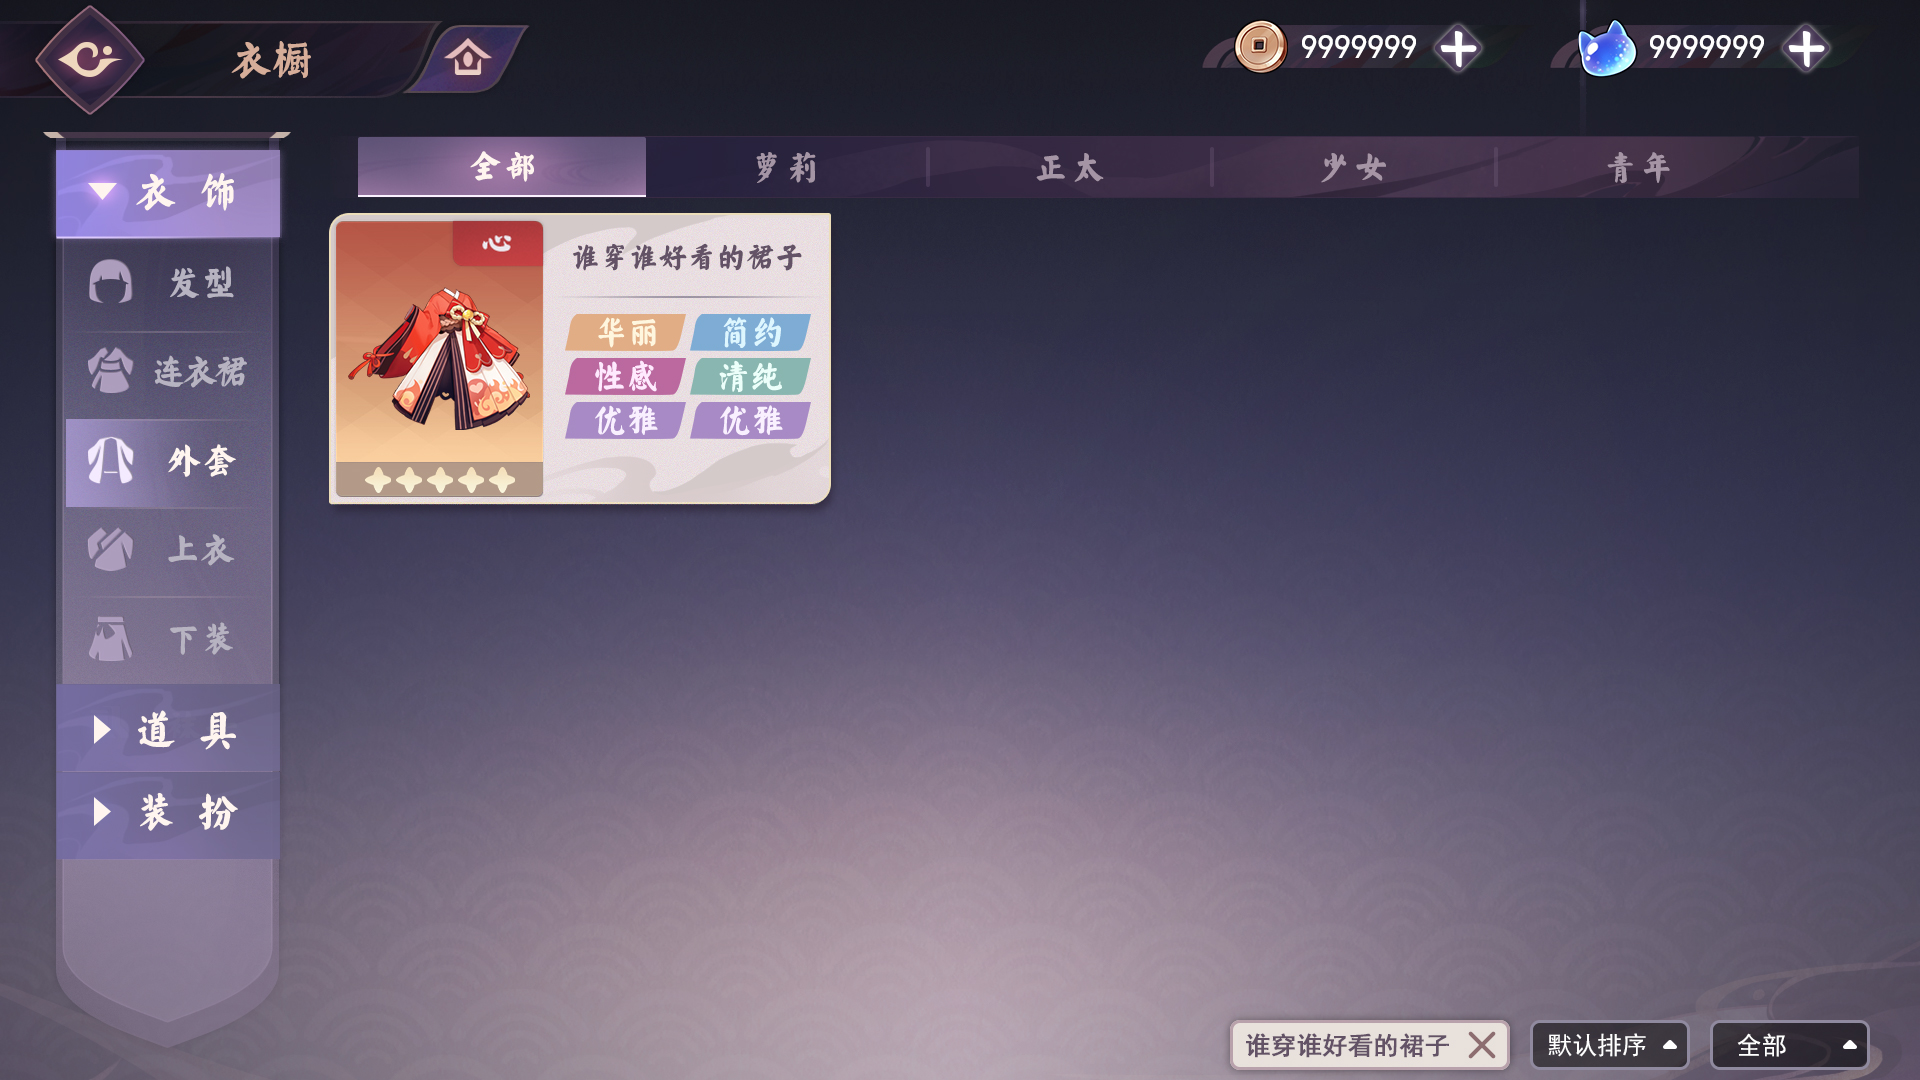 衣橱
9999999
9999999
衣饰
发型
连衣裙
外套
上衣
下装
道具
装扮
全部
萝莉
正太
少女
青年
心
谁穿谁好看的裙子
华丽
简约
性感
清纯
优雅
优雅
谁穿谁好看的裙子
默认排序
全部